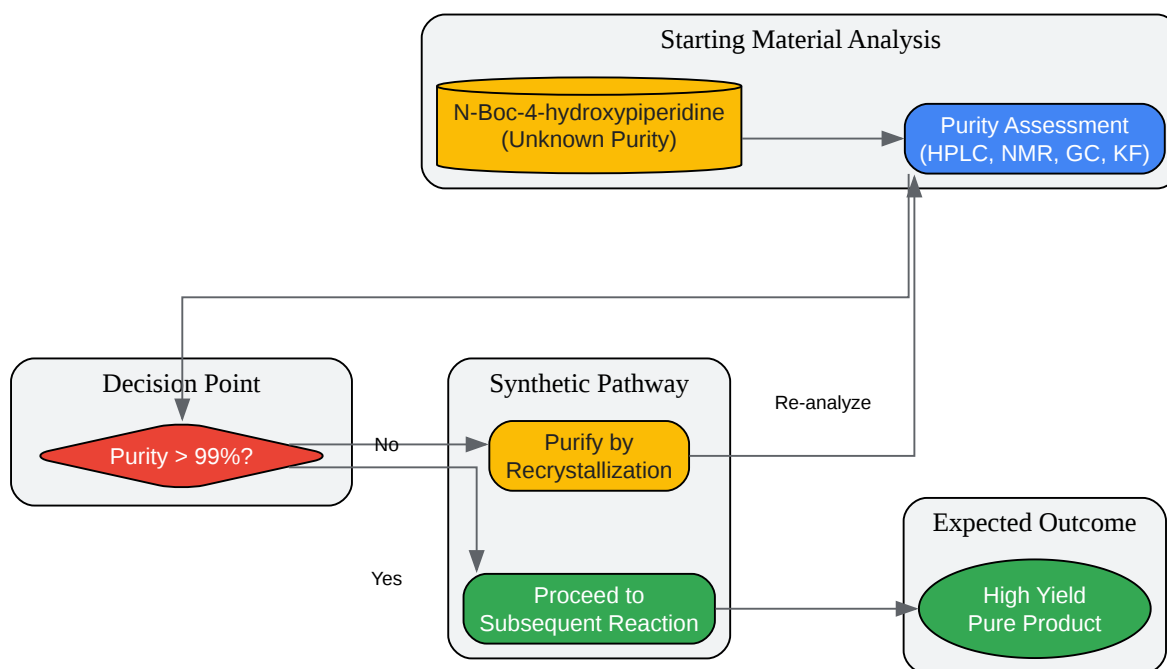 Starting Material Analysis
N-Boc-4-hydroxypiperidine
(Unknown Purity)
Purity Assessment
(HPLC, NMR, GC, KF)
Decision Point
Purity > 99%?
No
Yes
Synthetic Pathway
Purify by
Recrystallization
Re-analyze
Proceed to
Subsequent Reaction
Expected Outcome
High Yield
Pure Product